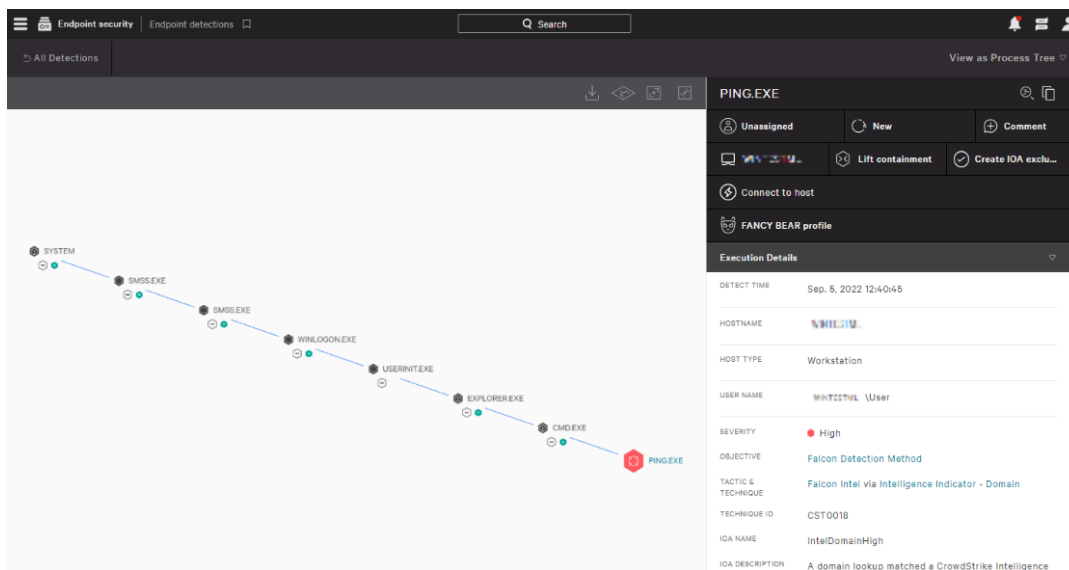 Endpoint security Endpoint detections Search
All Detections View as Process Tree
PING.EXE
Unassigned New Comment
Lift containment Create IOA exclu...
Connect to host
FANCY BEAR profile
Execution Details
DETECT TIME Sep. 5, 2022 12:40:45
HOSTNAME
HOST TYPE Workstation
USER NAME \User
SEVERITY High
OBJECTIVE Falcon Detection Method
TACTIC & TECHNIQUE Falcon Intel via Intelligence Indicator - Domain
TECHNIQUE ID CST0018
IOA NAME IntelDomainHigh
IOA DESCRIPTION A domain lookup matched a CrowdStrike Intelligence
SYSTEM
SMSS.EXE
SMSS.EXE
WINLOGON.EXE
USERINIT.EXE
EXPLORER.EXE
CMD.EXE
PING.EXE